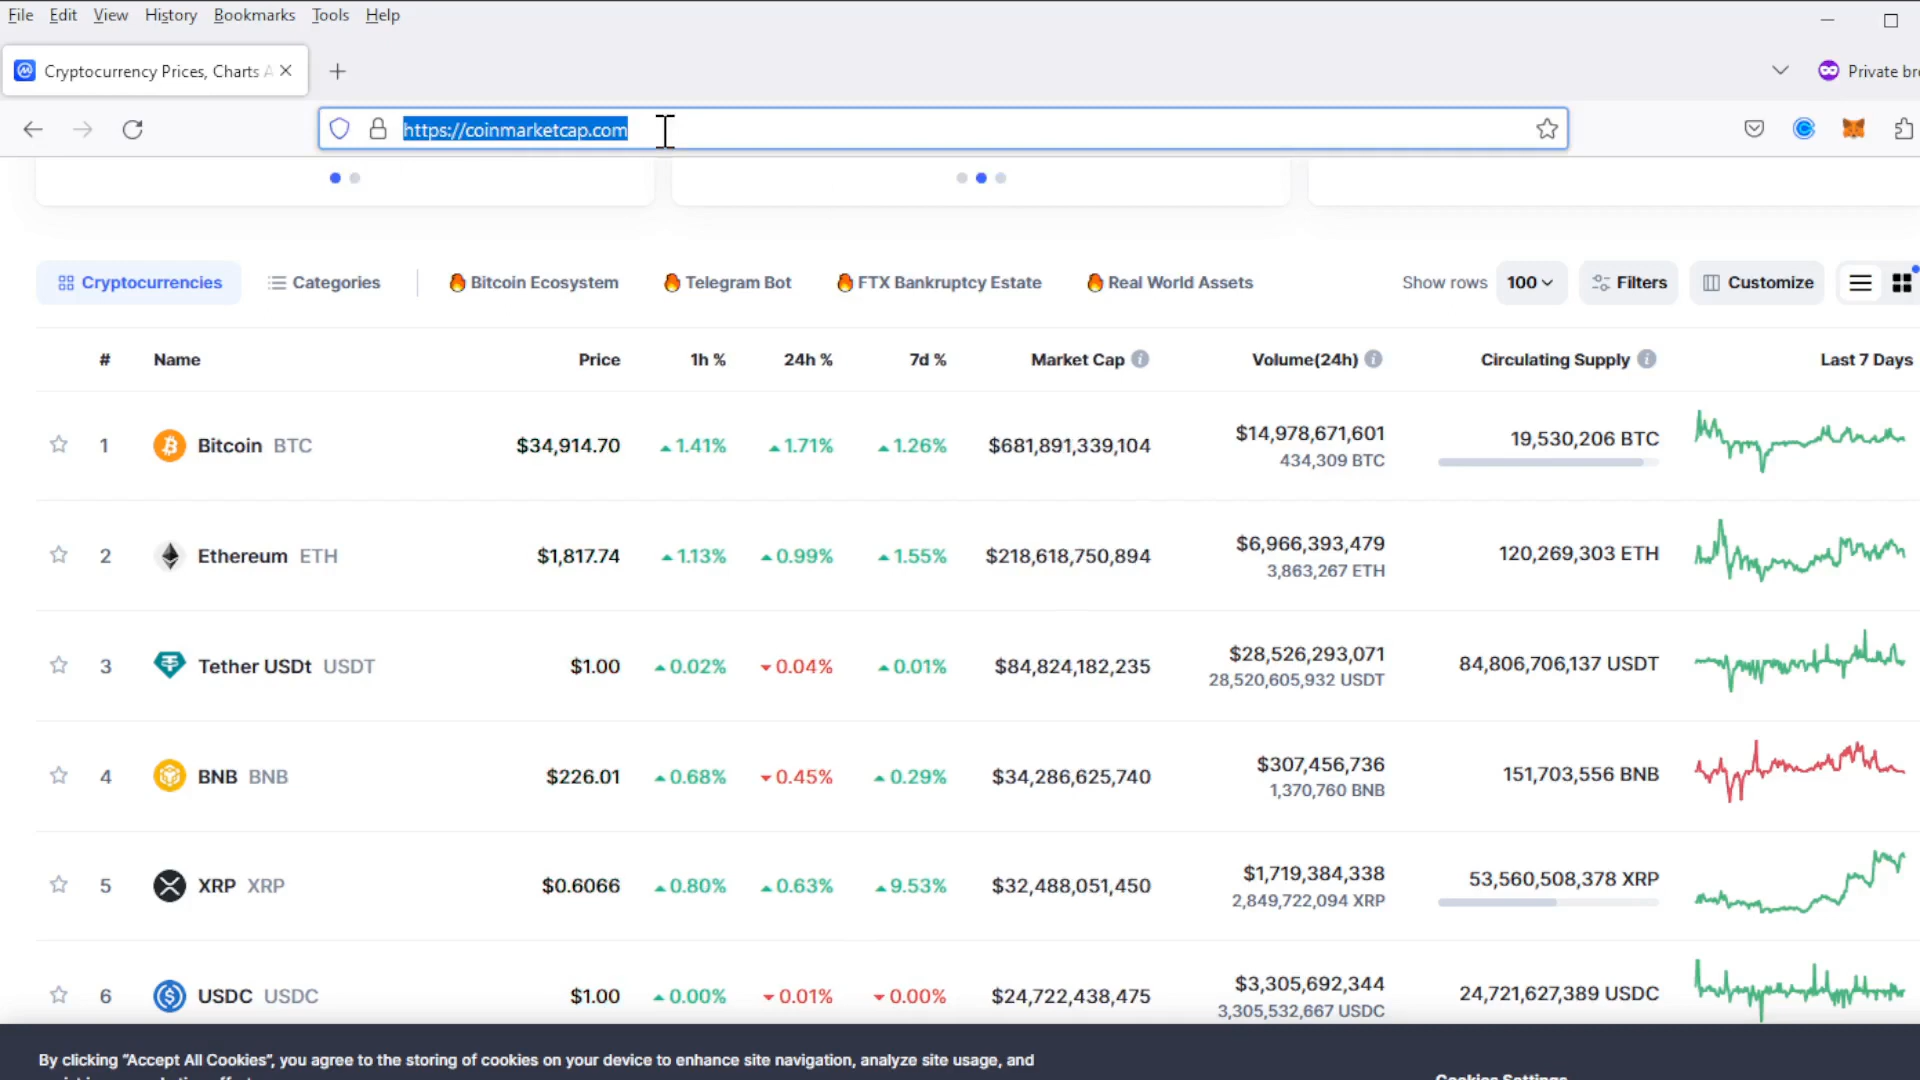 File Edit View History Bookmarks Tools Help
Cryptocurrency Prices, Charts A
Private bro
https://coinmarketcap.com
Cryptocurrencies Categories Bitcoin Ecosystem Telegram Bot FTX Bankruptcy Estate Real World Assets Show rows 100 Filters Customize
# Name Price 1h % 24h % 7d % Market Cap Volume(24h) Circulating Supply Last 7 Days
1 Bitcoin BTC $34,914.70 1.41% 1.71% 1.26% $681,891,339,104 $14,978,671,601 19,530,206 BTC
434,309 BTC
2 Ethereum ETH $1,817.74 1.13% 0.99% 1.55% $218,618,750,894 $6,966,393,479 120,269,303 ETH
3,863,267 ETH
3 Tether USDt USDT $1.00 0.02% 0.04% 0.01% $84,824,182,235 $28,526,293,071 84,806,706,137 USDT
28,520,605,932 USDT
4 BNB BNB $226.01 0.68% 0.45% 0.29% $34,286,625,740 $307,456,736 151,703,556 BNB
1,370,760 BNB
5 XRP XRP $0.6066 0.80% 0.63% 9.53% $32,488,051,450 $1,719,384,338 53,560,508,378 XRP
2,849,722,094 XRP
6 USDC USDC $1.00 0.00% 0.01% 0.00% $24,722,438,475 $3,305,692,344 24,721,627,389 USDC
3,305,532,667 USDC
By clicking “Accept All Cookies”, you agree to the storing of cookies on your device to enhance site navigation, analyze site usage, and
Cookies Settings